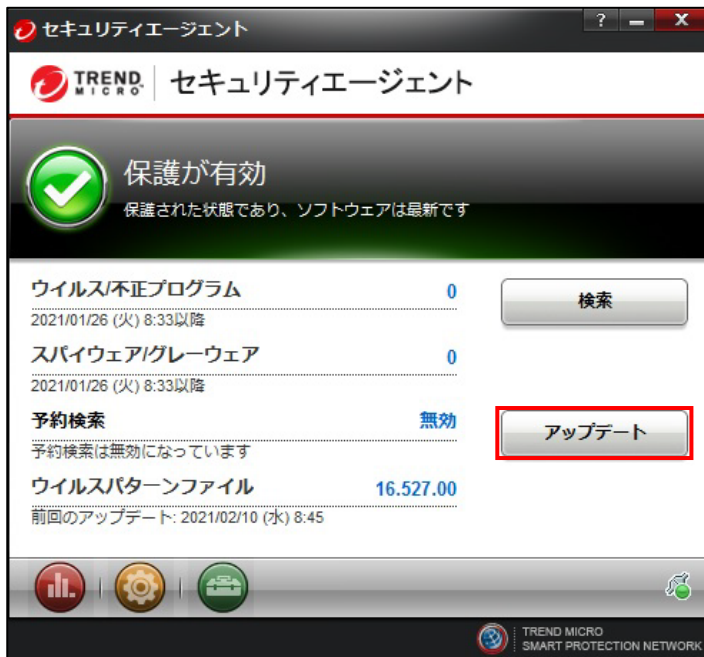 セキュリティエージェント
?
TREND MICRO セキュリティエージェント
保護が有効
保護された状態であり、ソフトウェアは最新です
ウイルス/不正プログラム 0
2021/01/26 (火) 8:33以降
検索
スパイウェア/グレーウェア 0
2021/01/26 (火) 8:33以降
予約検索 無効
予約検索は無効になっています
アップデート
ウイルスパターンファイル 16.527.00
前回のアップデート: 2021/02/10 (水) 8:45
TREND MICRO
SMART PROTECTION NETWORK